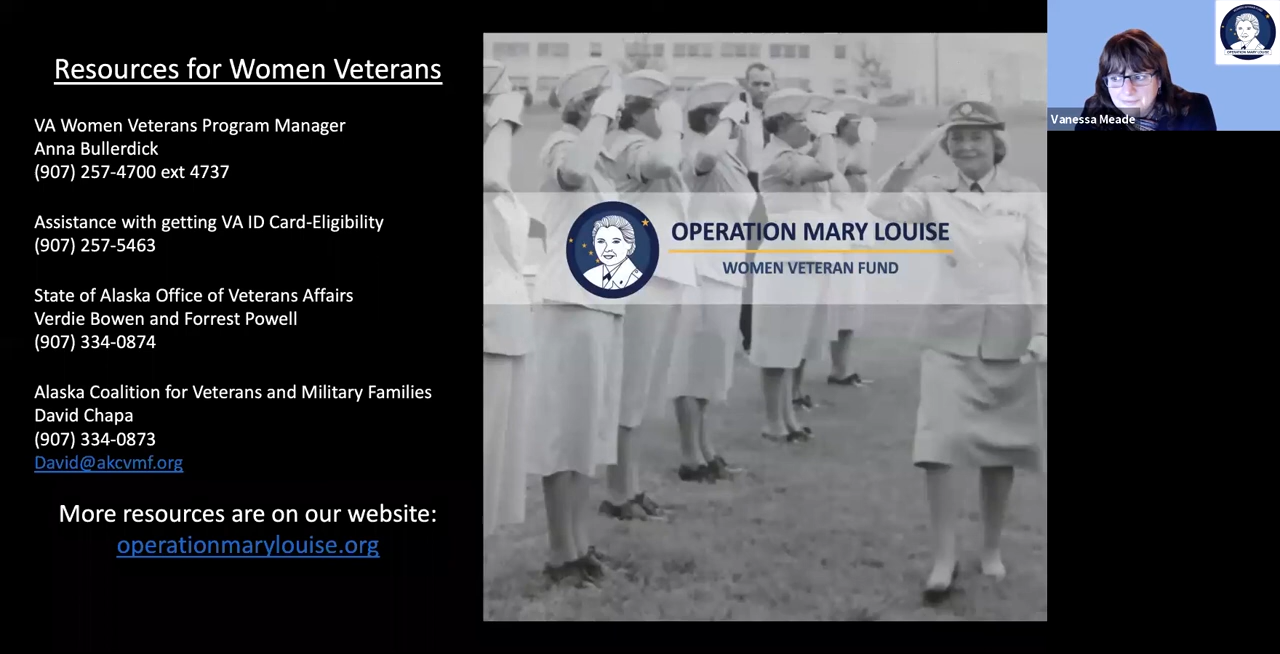 Resources for Women Veterans
VA Women Veterans Program Manager
Anna Bullerdick
(907) 257-4700 ext 4737
Assistance with getting VA ID Card-Eligibility
(907) 257-5463
State of Alaska Office of Veterans Affairs
Verdie Bowen and Forrest Powell
(907) 334-0874
Alaska Coalition for Veterans and Military Families
David Chapa
(907) 334-0873
David@akcvmf.org
More resources are on our website:
operationmarylouise.org
OPERATION MARY LOUISE
WOMEN VETERAN FUND
Vanessa Meade
OPERATION MARY LOUISE